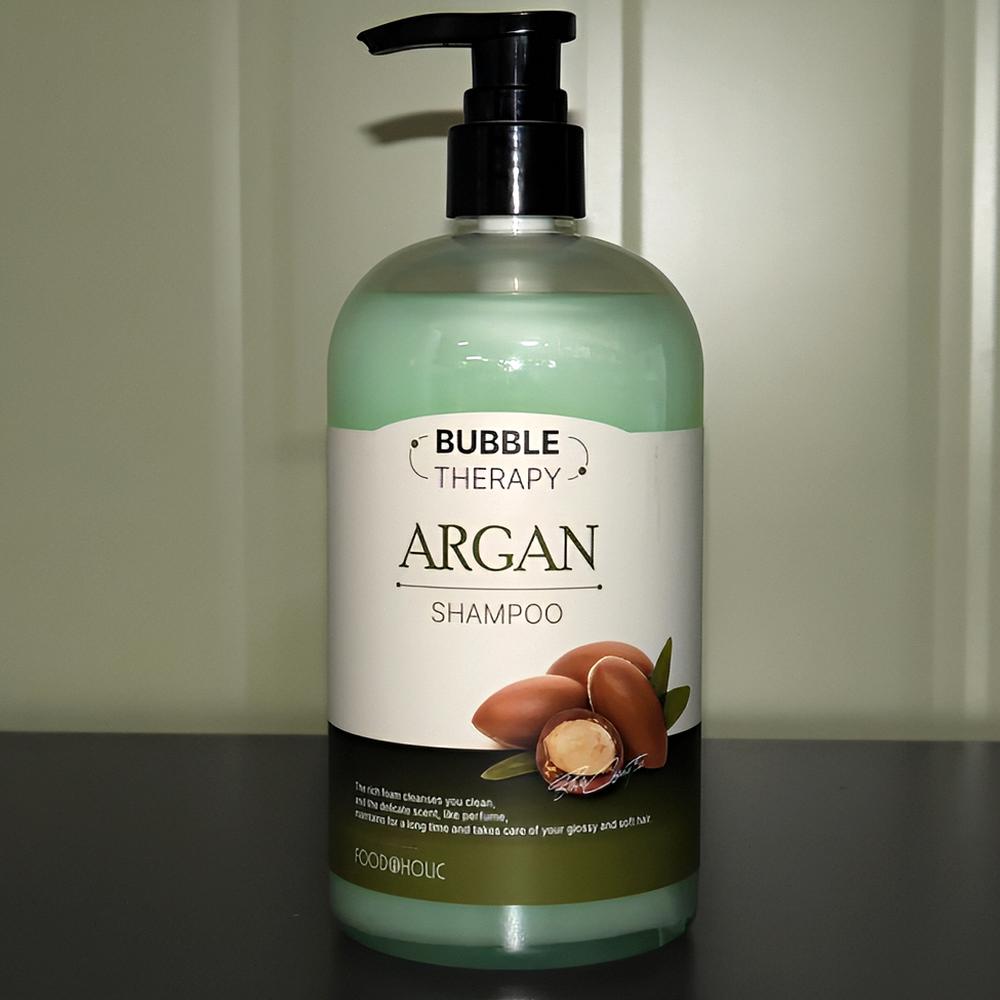 BUBBLE
THERAPY
ARGAN
SHAMPOO
The rich foam cleanses you clean,
and the delicate scent, like perfume,
maintains for a long time and takes care of your glossy and soft hair.
FOODAHOLIC